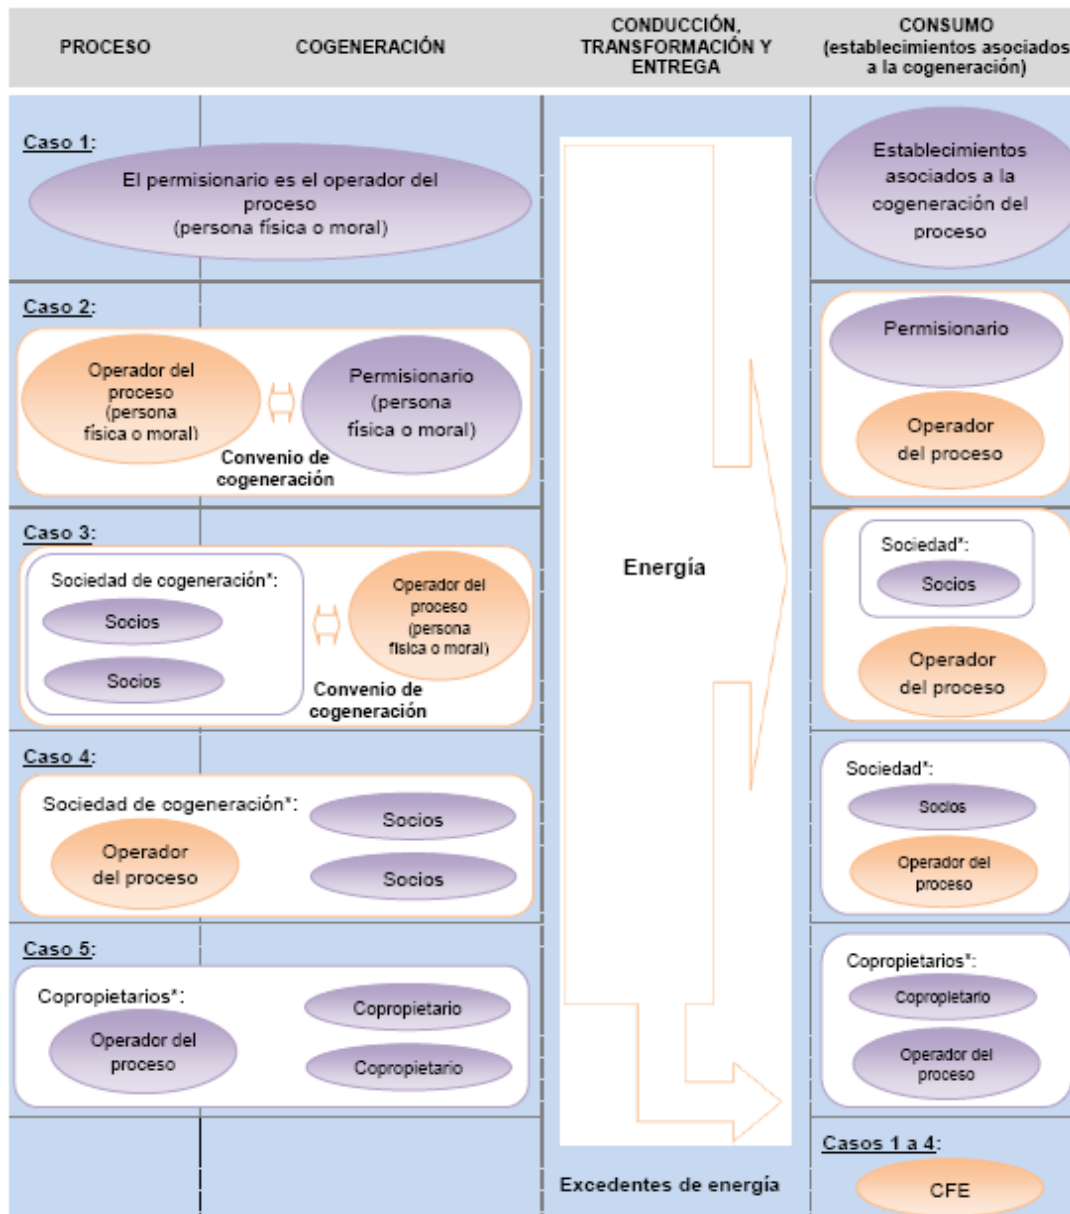 PROCESO
COGENERACIÓN
CONDUCCIÓN,
TRANSFORMACIÓN Y
ENTREGA
CONSUMO
(establecimientos asociados
a la cogeneración)
Caso 1:
El permisionario es el operador del
proceso
(persona física o moral)
Establecimientos
asociados a la
cogeneración del
proceso
Caso 2:
Operador del
proceso
(persona
física o moral)
Convenio de
cogeneración
Permisionario
(persona
física o moral)
Permisionario
Operador
del proceso
Caso 3:
Sociedad de cogeneración*:
Socios
Socios
Convenio de
cogeneración
Operador del
proceso
(persona
física o moral)
Energía
Sociedad*:
Socios
Operador
del proceso
Caso 4:
Sociedad de cogeneración*:
Operador
del proceso
Socios
Socios
Sociedad*:
Socios
Operador del
proceso
Caso 5:
Copropietarios*:
Operador del
proceso
Copropietario
Copropietario
Copropietarios*:
Copropietario
Operador del
proceso
Excedentes de energía
Casos 1 a 4:
CFE